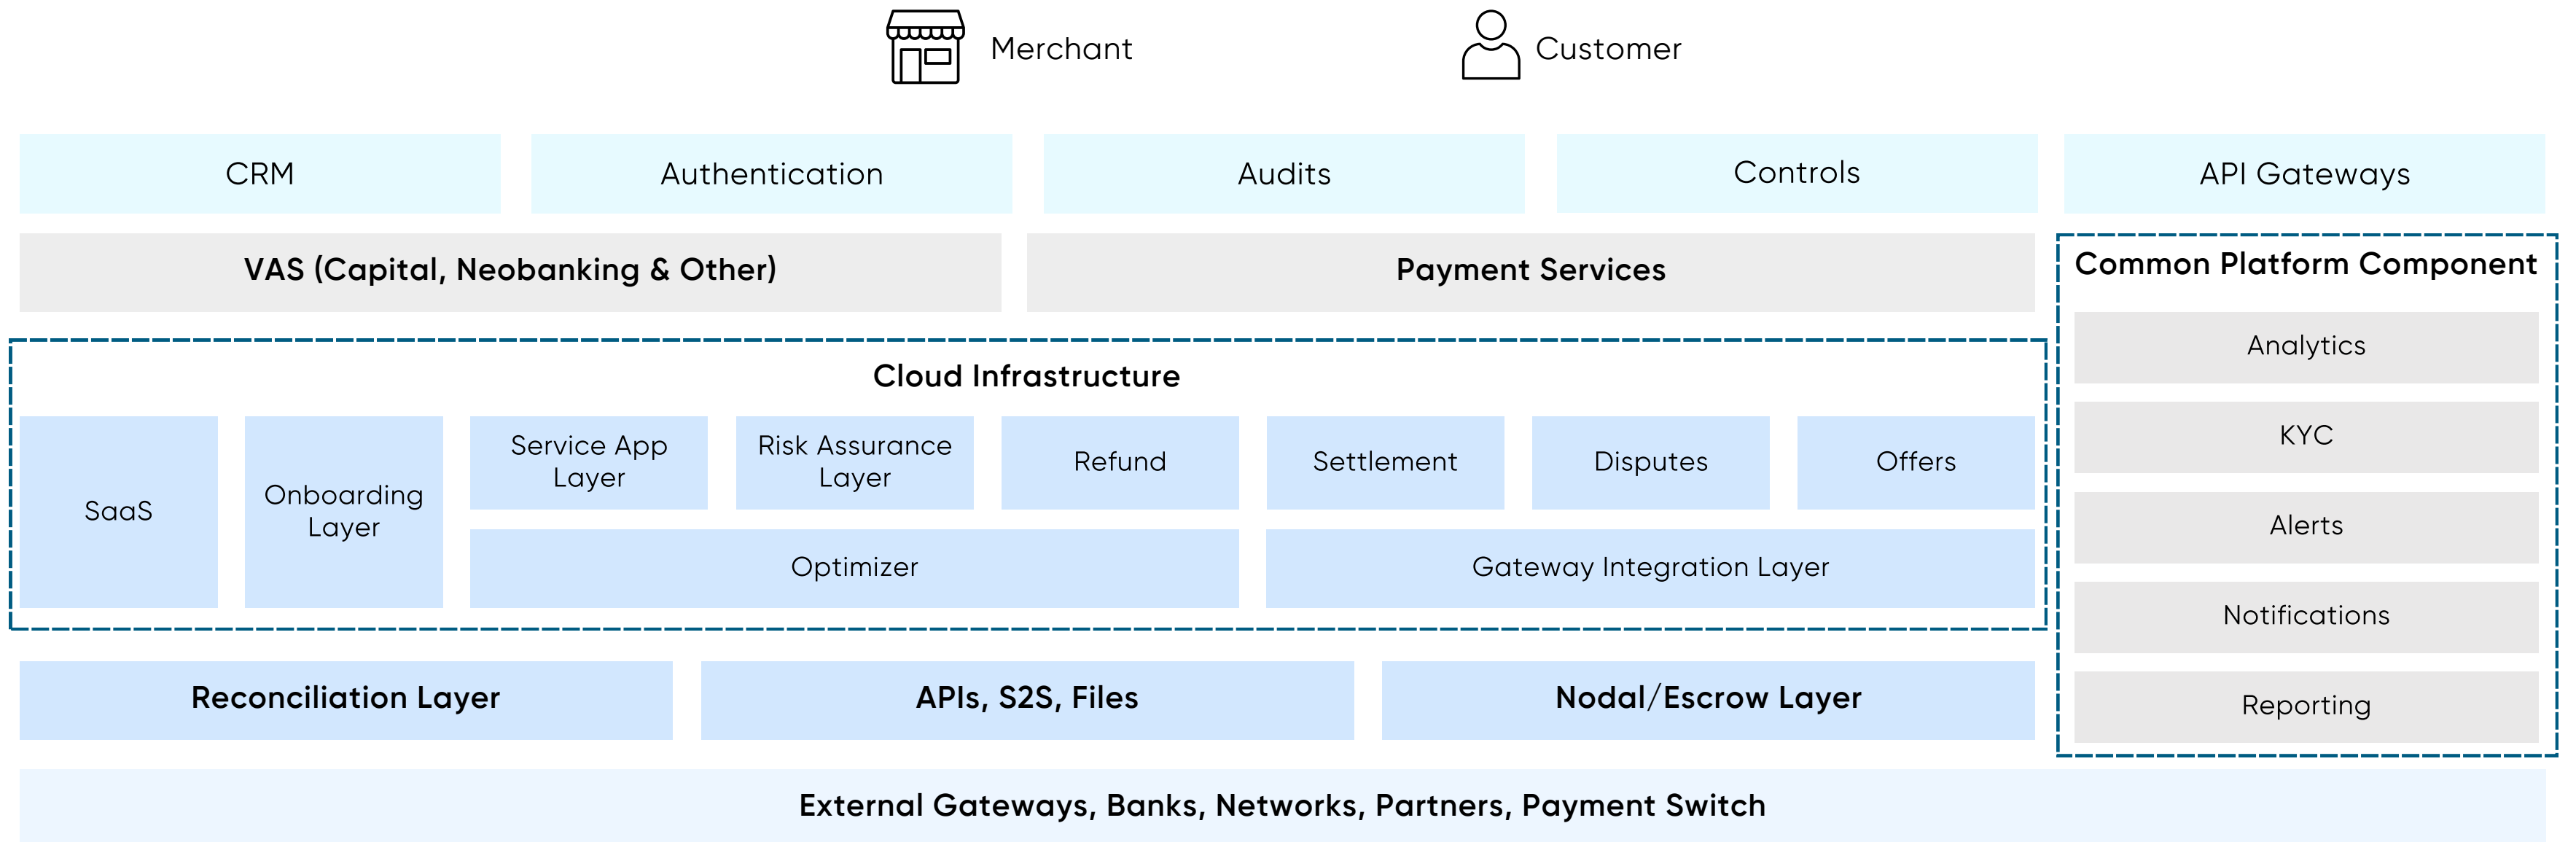 Merchant
Customer
CRM
Authentication
Audits
Controls
API Gateways
VAS (Capital, Neobanking & Other)
Payment Services
Common Platform Component
Analytics
KYC
Alerts
Notifications
Reporting
Cloud Infrastructure
SaaS
Onboarding
Layer
Service App
Layer
Risk Assurance
Layer
Refund
Settlement
Disputes
Offers
Optimizer
Gateway Integration Layer
Reconciliation Layer
APIs, S2S, Files
Nodal/Escrow Layer
External Gateways, Banks, Networks, Partners, Payment Switch